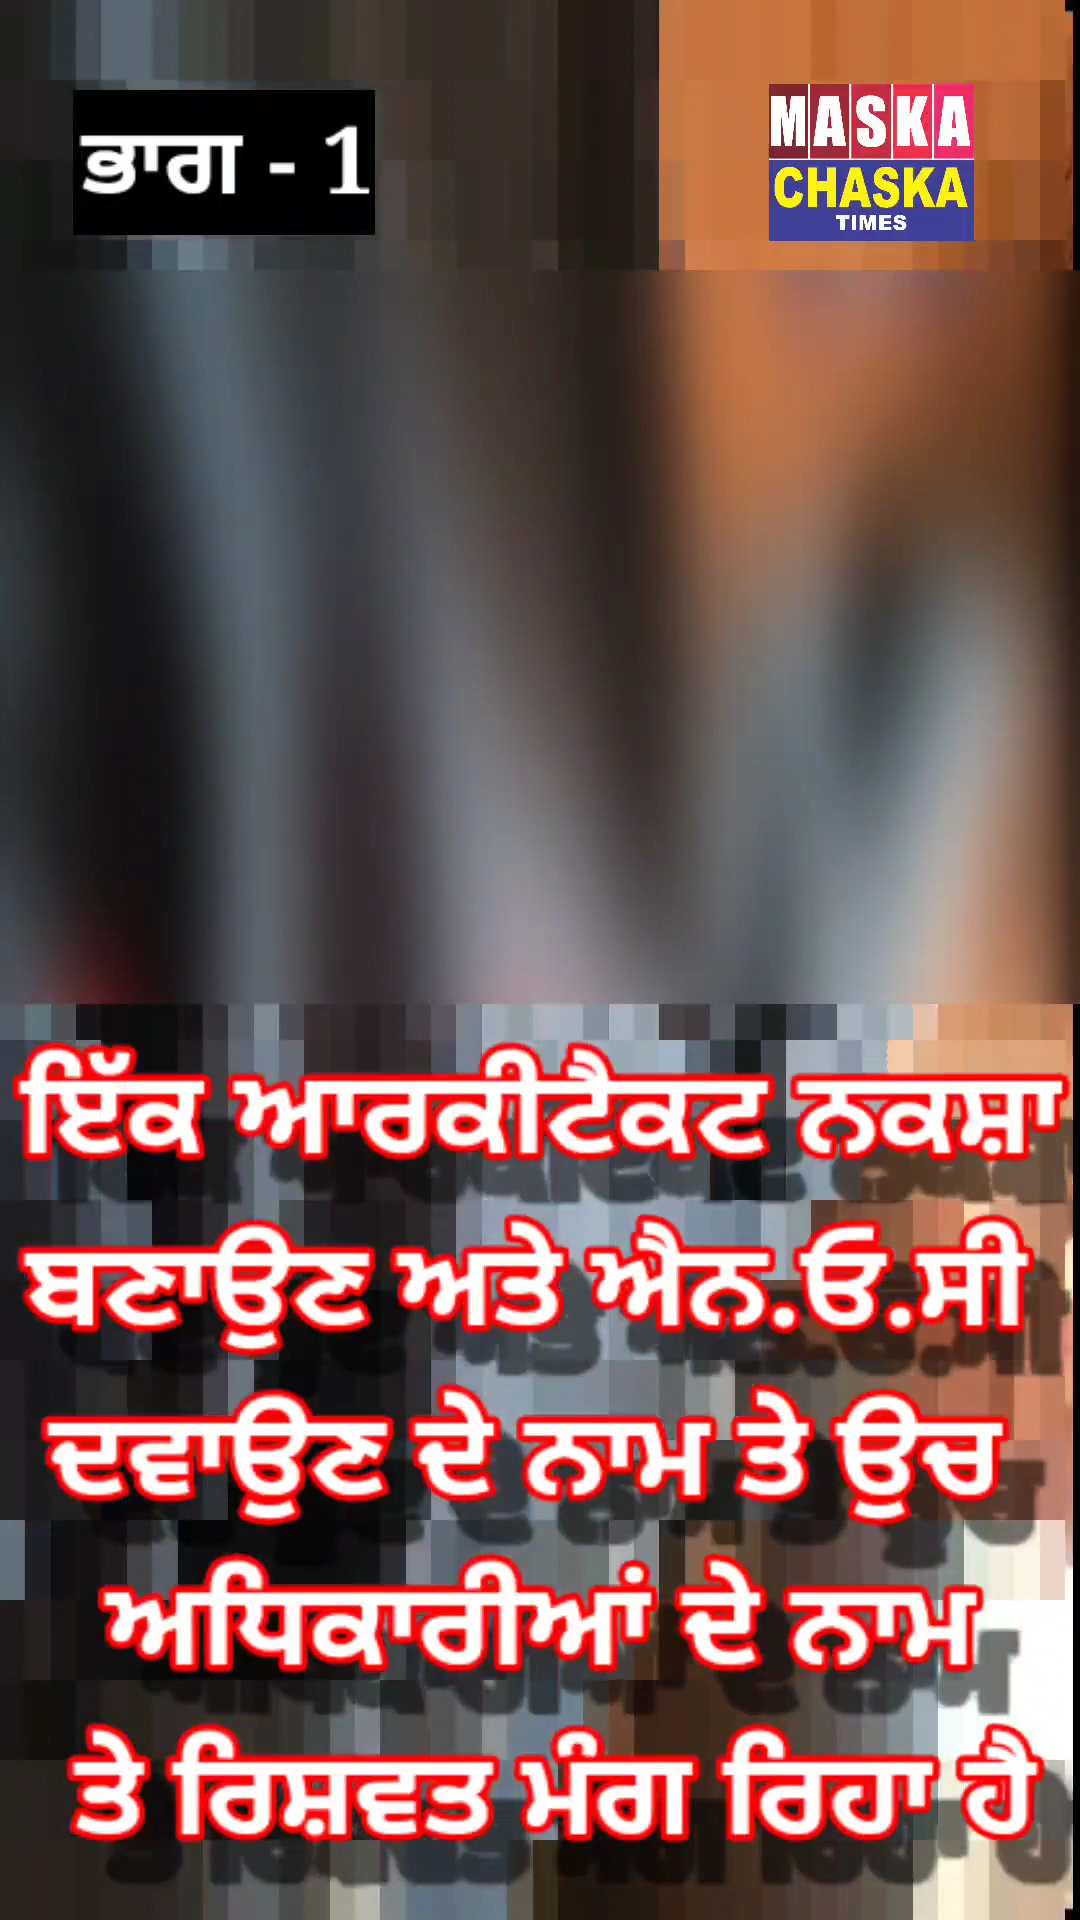 ਭਾਗ - 1
MASKA
CHASKA
TIMES
ਇੱਕ ਆਰਕੀਟੈਕਟ ਨਕਸ਼ਾ
ਬਣਾਉਣ ਅਤੇ ਐਨ.ਓ.ਸੀ
ਦਵਾਉਣ ਦੇ ਨਾਮ ਤੇ ਉਚ
ਅਧਿਕਾਰੀਆਂ ਦੇ ਨਾਮ
ਤੇ ਰਿਸ਼ਵਤ ਮੰਗ ਰਿਹਾ ਹੈ